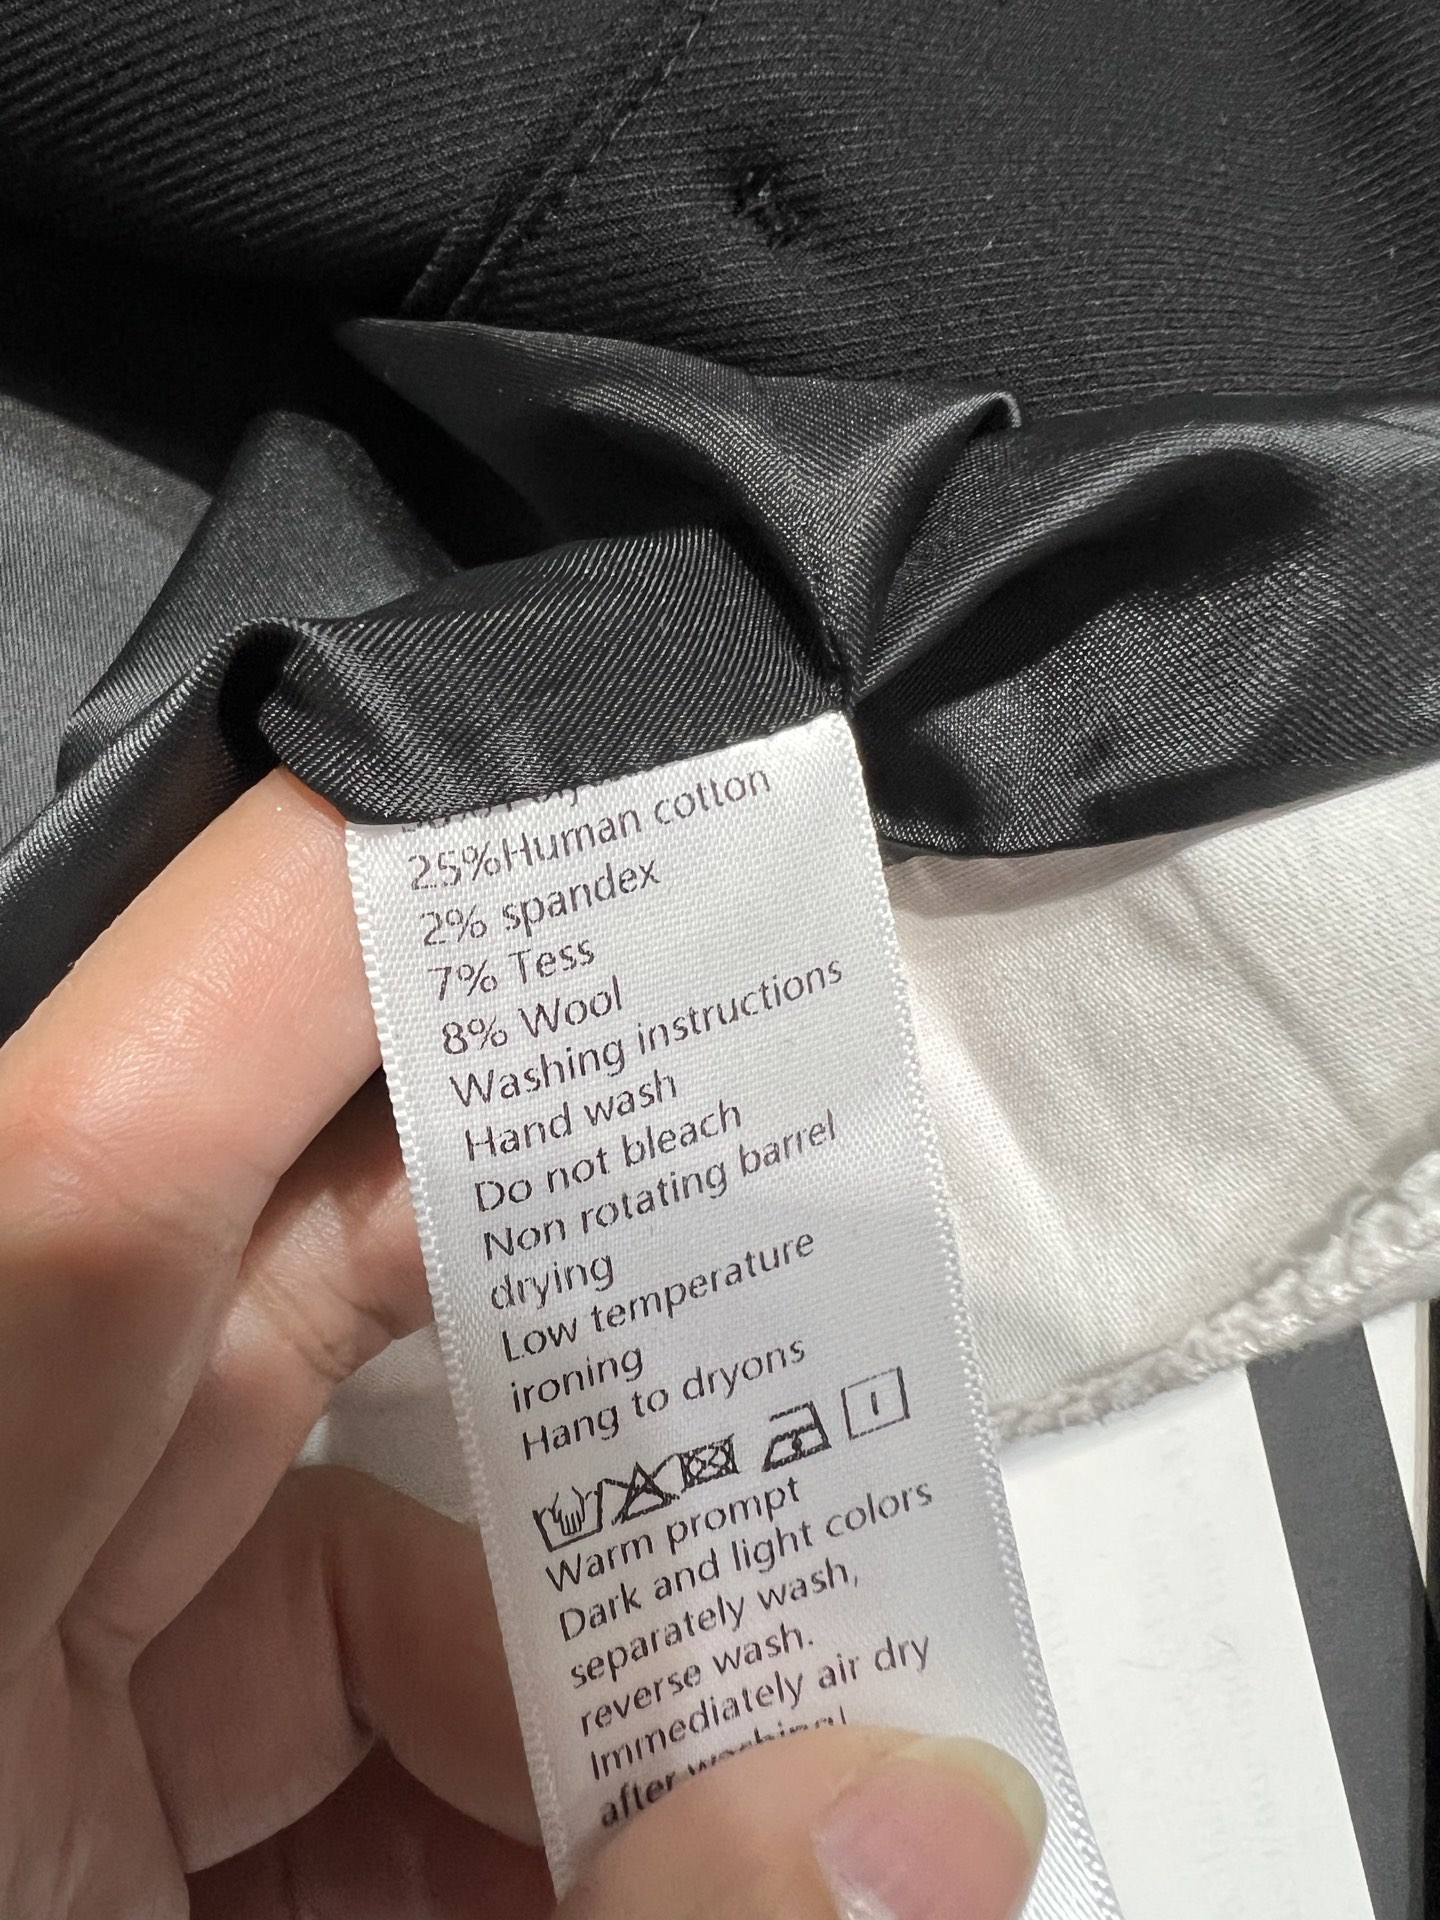 25%Human cotton
2% spandex
7% Tess
8% Wool
Washing instructions
Hand wash
Do not bleach
Non rotating barrel
drying
Low temperature
ironing
Hang to dryons
Warm prompt
Dark and light colors
separately wash,
reverse wash.
Immediately air dry
after washing!